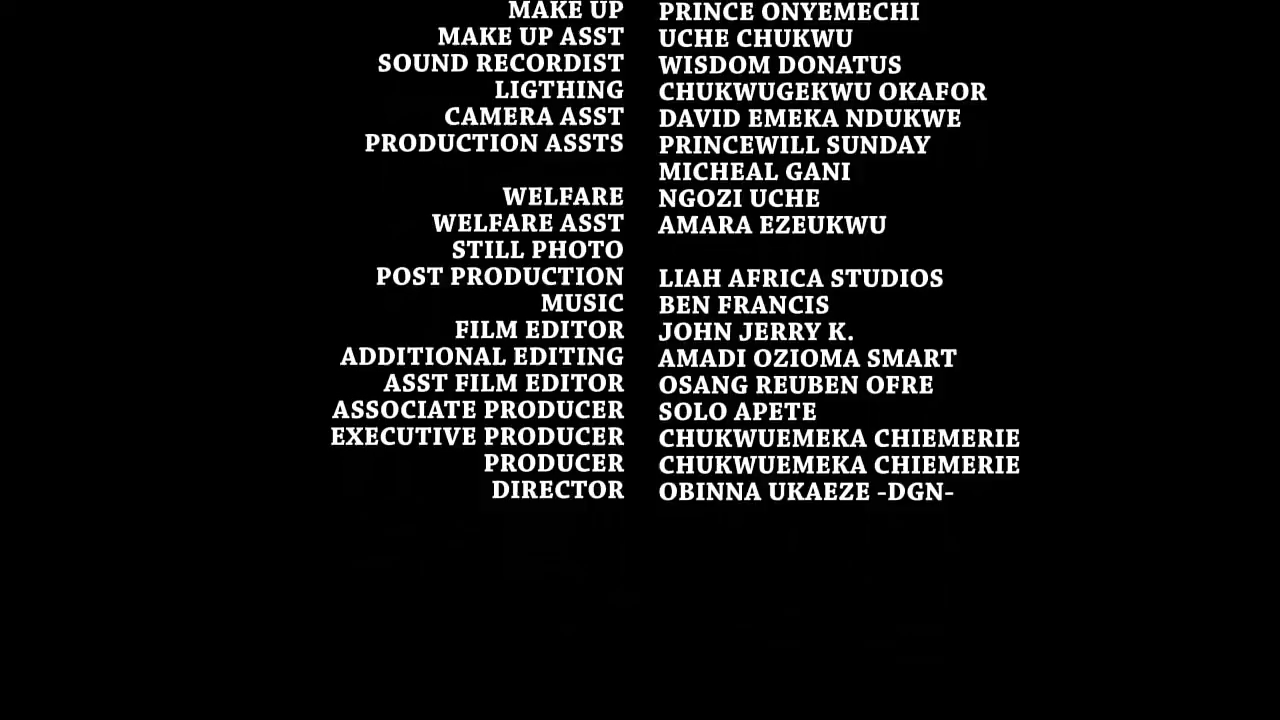 MAKE UP PRINCE ONYEMECHI
MAKE UP ASST UCHE CHUKWU
SOUND RECORDIST WISDOM DONATUS
LIGTHING CHUKWUGEKWU OKAFOR
CAMERA ASST DAVID EMEKA NDUKWE
PRODUCTION ASSTS PRINCEWILL SUNDAY
MICHEAL GANI
WELFARE NGOZI UCHE
WELFARE ASST AMARA EZEUKWU
STILL PHOTO
POST PRODUCTION LIAH AFRICA STUDIOS
MUSIC BEN FRANCIS
FILM EDITOR JOHN JERRY K.
ADDITIONAL EDITING AMADI OZIOMA SMART
ASST FILM EDITOR OSANG REUBEN OFRE
ASSOCIATE PRODUCER SOLO APETE
EXECUTIVE PRODUCER CHUKWUEMEKA CHIEMERIE
PRODUCER CHUKWUEMEKA CHIEMERIE
DIRECTOR OBINNA UKAEZE -DGN-